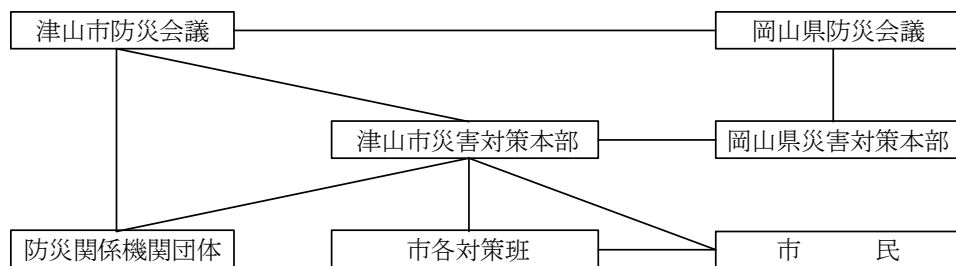 津山市防災会議 岡山県防災会議
津山市災害対策本部 岡山県災害対策本部
防災関係機関団体 市各対策班 市　　民